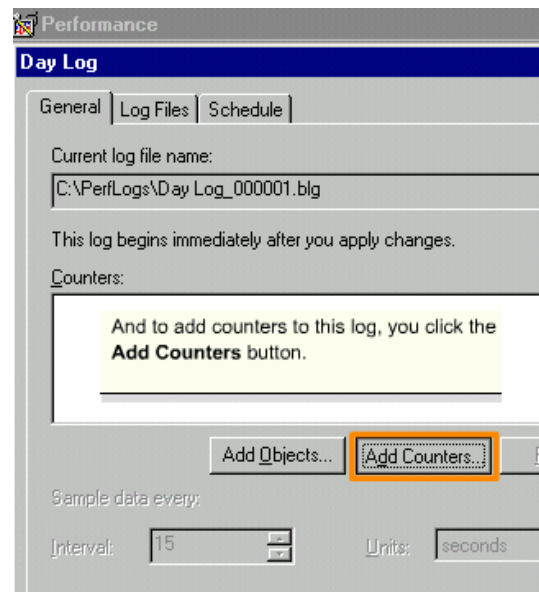 Performance
Day Log
General Log Files Schedule
Current log file name:
C:\PerfLogs\Day Log_000001.blg
This log begins immediately after you apply changes.
Counters:
And to add counters to this log, you click the
Add Counters button.
Add Objects... Add Counters...
Sample data every:
Interval: 15 Units: seconds